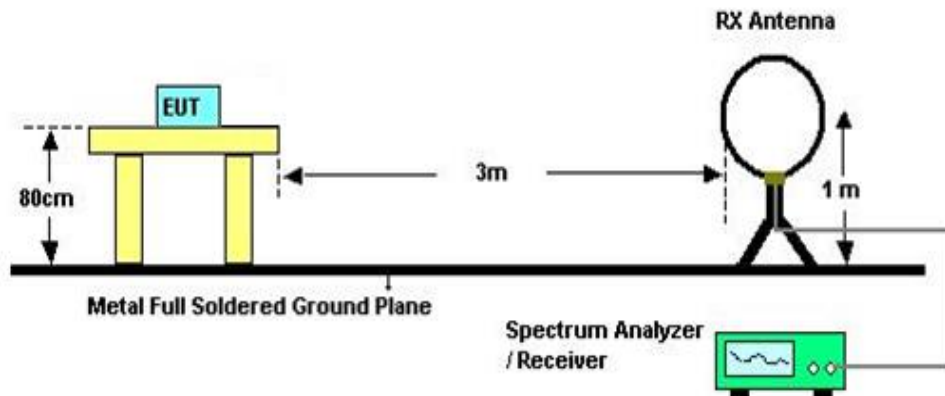 RX Antenna
EUT
80cm
3m
1 m
Metal Full Soldered Ground Plane
Spectrum Analyzer
/ Receiver